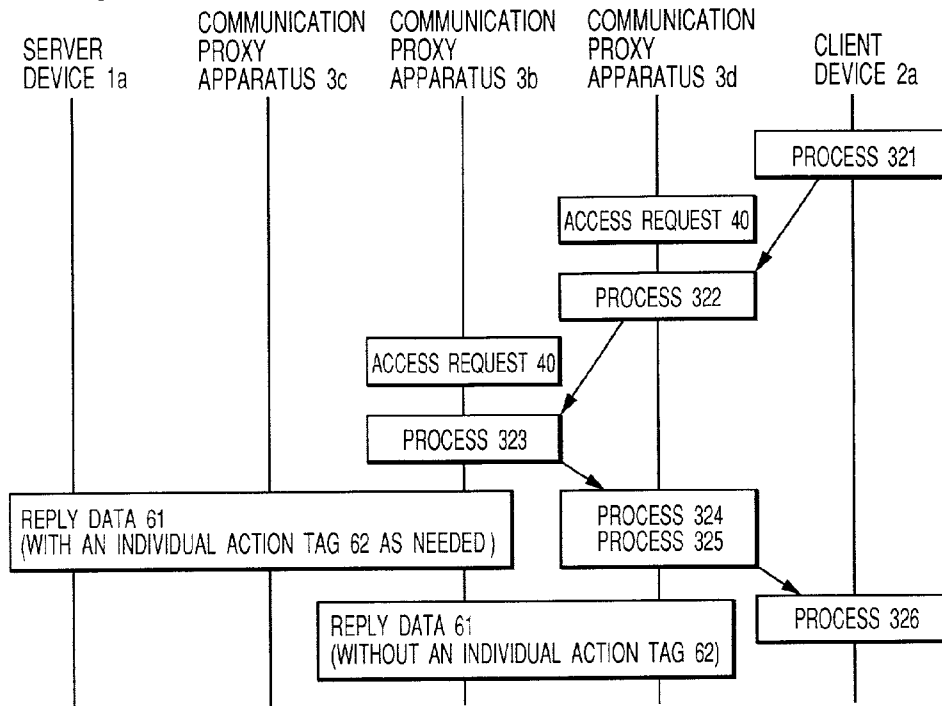 SERVER
DEVICE 1a
COMMUNICATION
PROXY
APPARATUS 3c
COMMUNICATION
PROXY
APPARATUS 3b
COMMUNICATION
PROXY
APPARATUS 3d
CLIENT
DEVICE 2a
PROCESS 321
ACCESS REQUEST 40
PROCESS 322
ACCESS REQUEST 40
PROCESS 323
REPLY DATA 61
(WITH AN INDIVIDUAL ACTION TAG 62 AS NEEDED)
PROCESS 324
PROCESS 325
PROCESS 326
REPLY DATA 61
(WITHOUT AN INDIVIDUAL ACTION TAG 62)